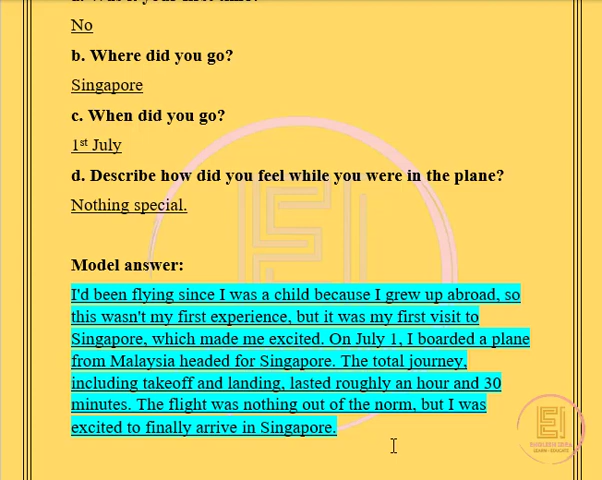 No
b. Where did you go?
Singapore
c. When did you go?
1st July
d. Describe how did you feel while you were in the plane?
Nothing special.
Model answer:
I'd been flying since I was a child because I grew up abroad, so
this wasn't my first experience, but it was my first visit to
Singapore, which made me excited. On July 1, I boarded a plane
from Malaysia headed for Singapore. The total journey,
including takeoff and landing, lasted roughly an hour and 30
minutes. The flight was nothing out of the norm, but I was
excited to finally arrive in Singapore.